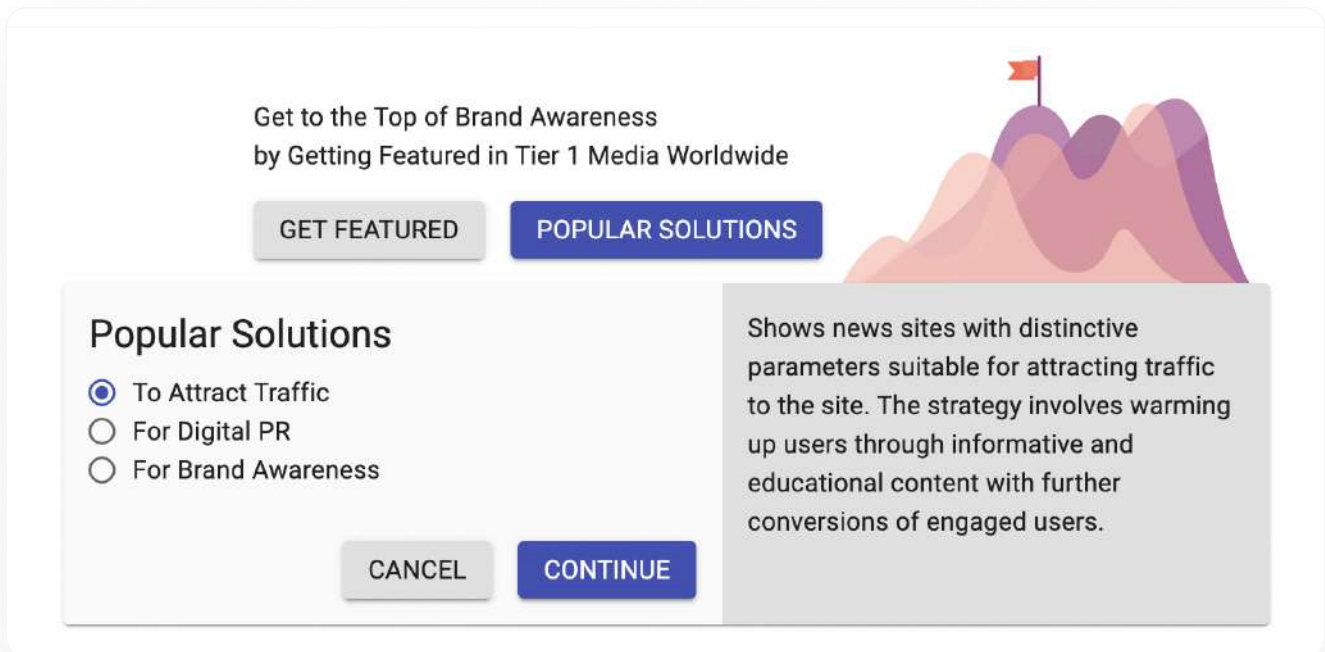 Get to the Top of Brand Awareness
by Getting Featured in Tier 1 Media Worldwide
GET FEATURED
POPULAR SOLUTIONS
Popular Solutions
To Attract Traffic
For Digital PR
For Brand Awareness
CANCEL
CONTINUE
Shows news sites with distinctive
parameters suitable for attracting traffic
to the site. The strategy involves warming
up users through informative and
educational content with further
conversions of engaged users.